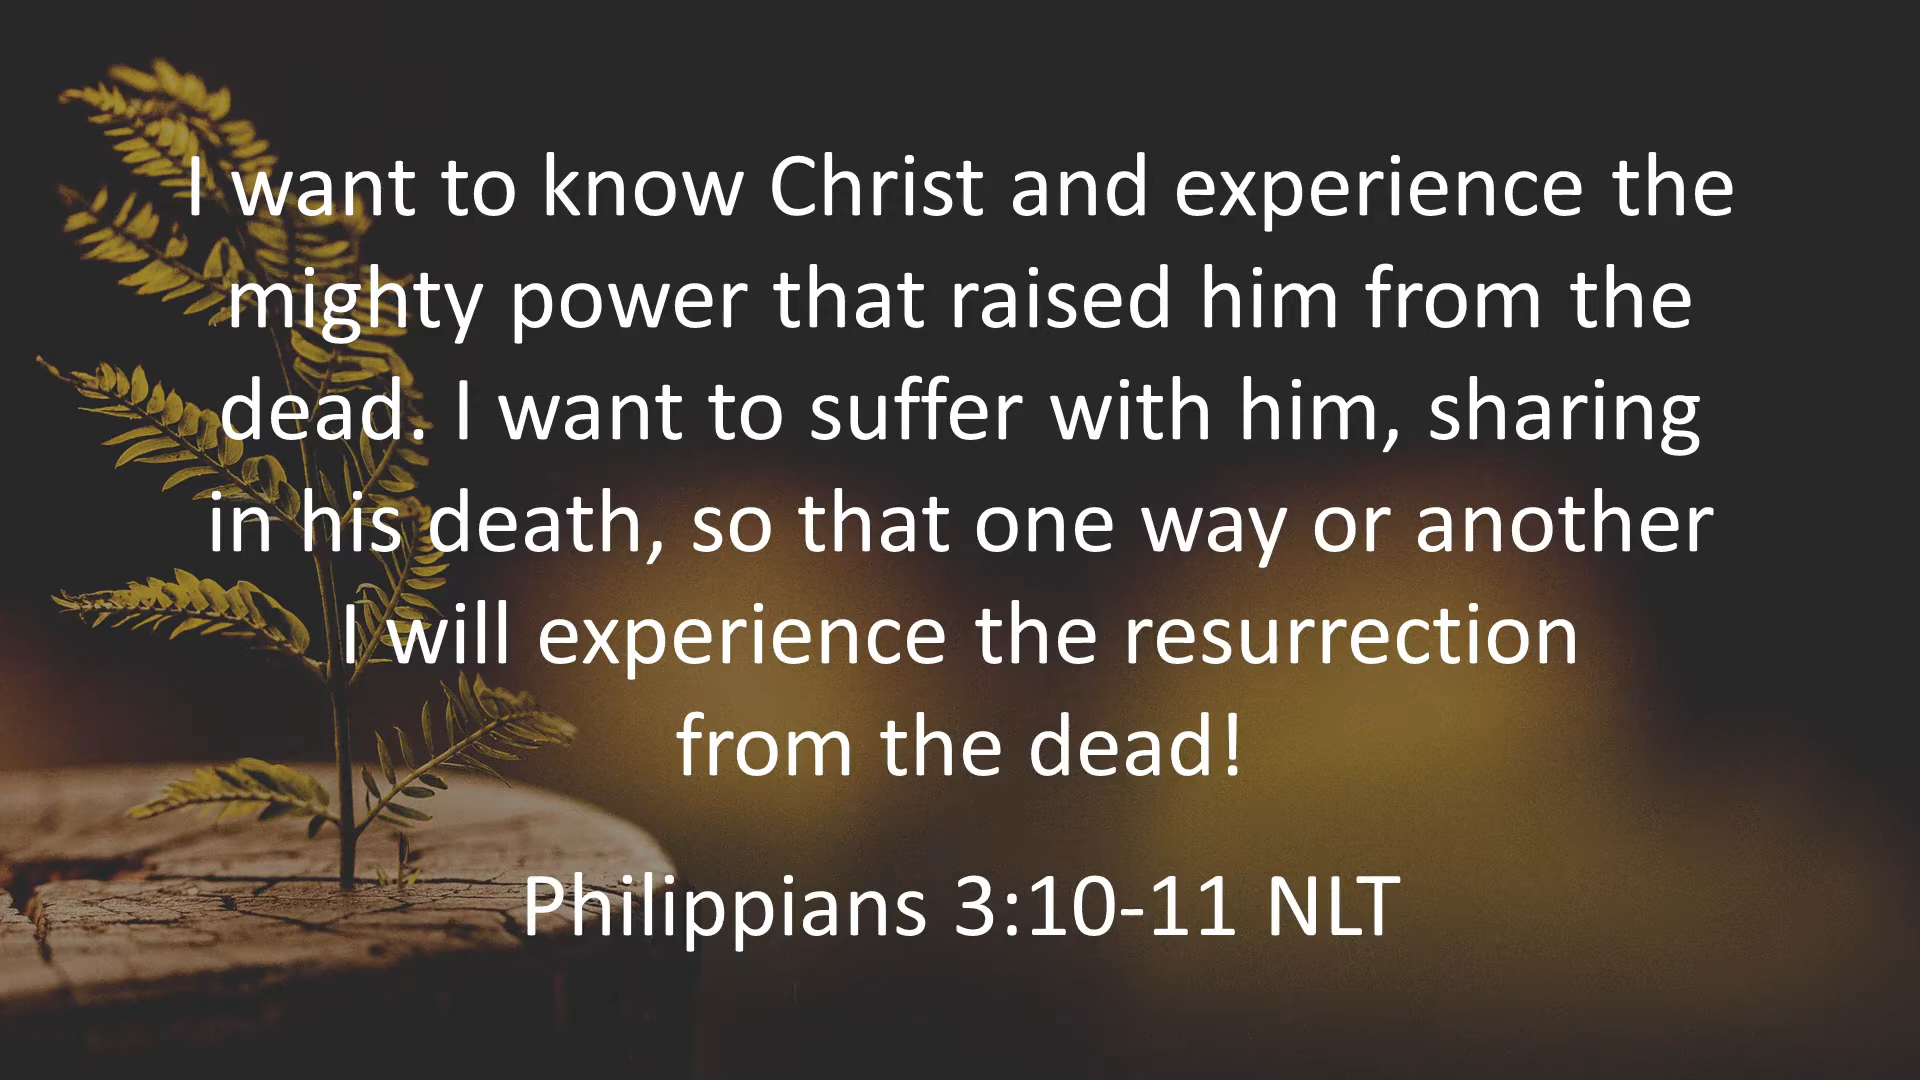 I want to know Christ and experience the
mighty power that raised him from the
dead. I want to suffer with him, sharing
in his death, so that one way or another
I will experience the resurrection
from the dead!
Philippians 3:10-11 NLT